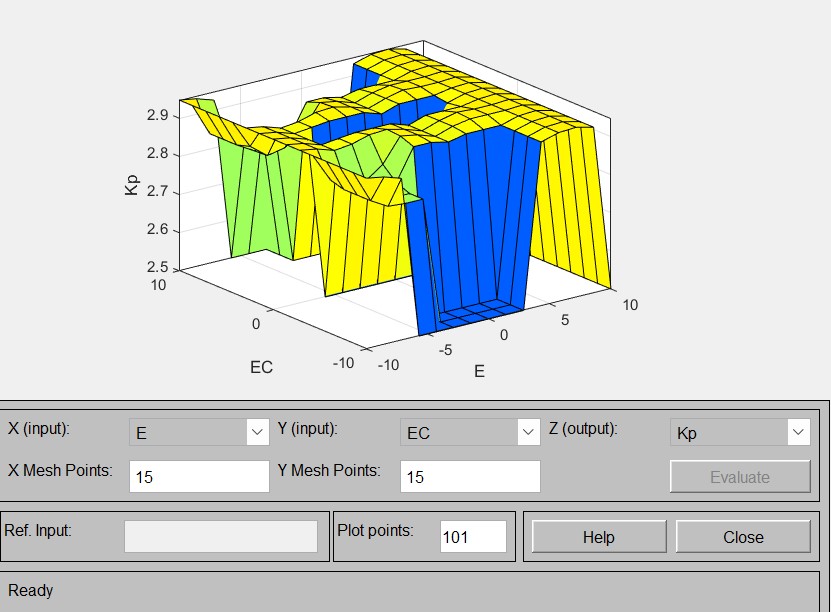 2.9
2.8
2.7
2.6
2.5
Kp
10
0
-10
EC
-10
-5
0
5
10
E
X (input): E Y (input): EC Z (output): Kp
X Mesh Points: 15 Y Mesh Points: 15 Evaluate
Ref. Input: Plot points: 101 Help Close
Ready